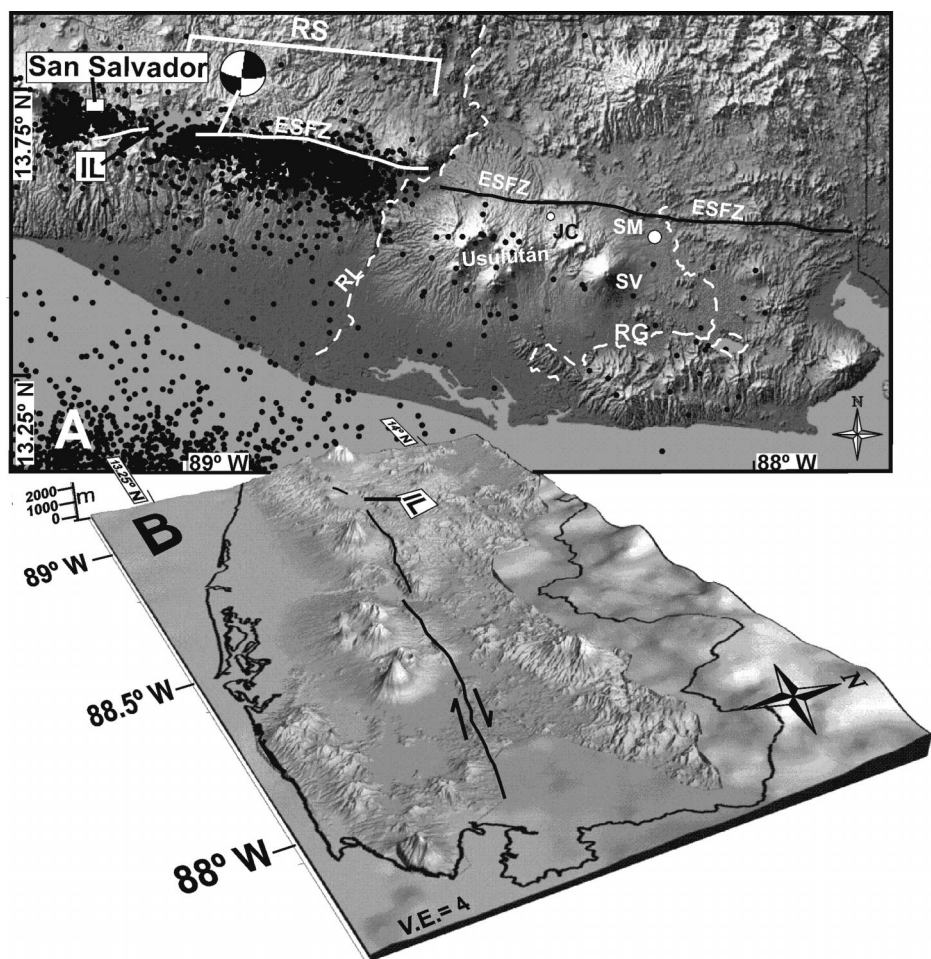 RS
San Salvador
13.75° N
IL
ESFZ
ESFZ
ESFZ
SM
JC
Usulután
SV
RL
RG
13.25° N
A
N
89° W
88° W
14° N
13.25° N
2000
1000
0
m
B
IL
89° W
88.5° W
N
88° W
V.E.= 4